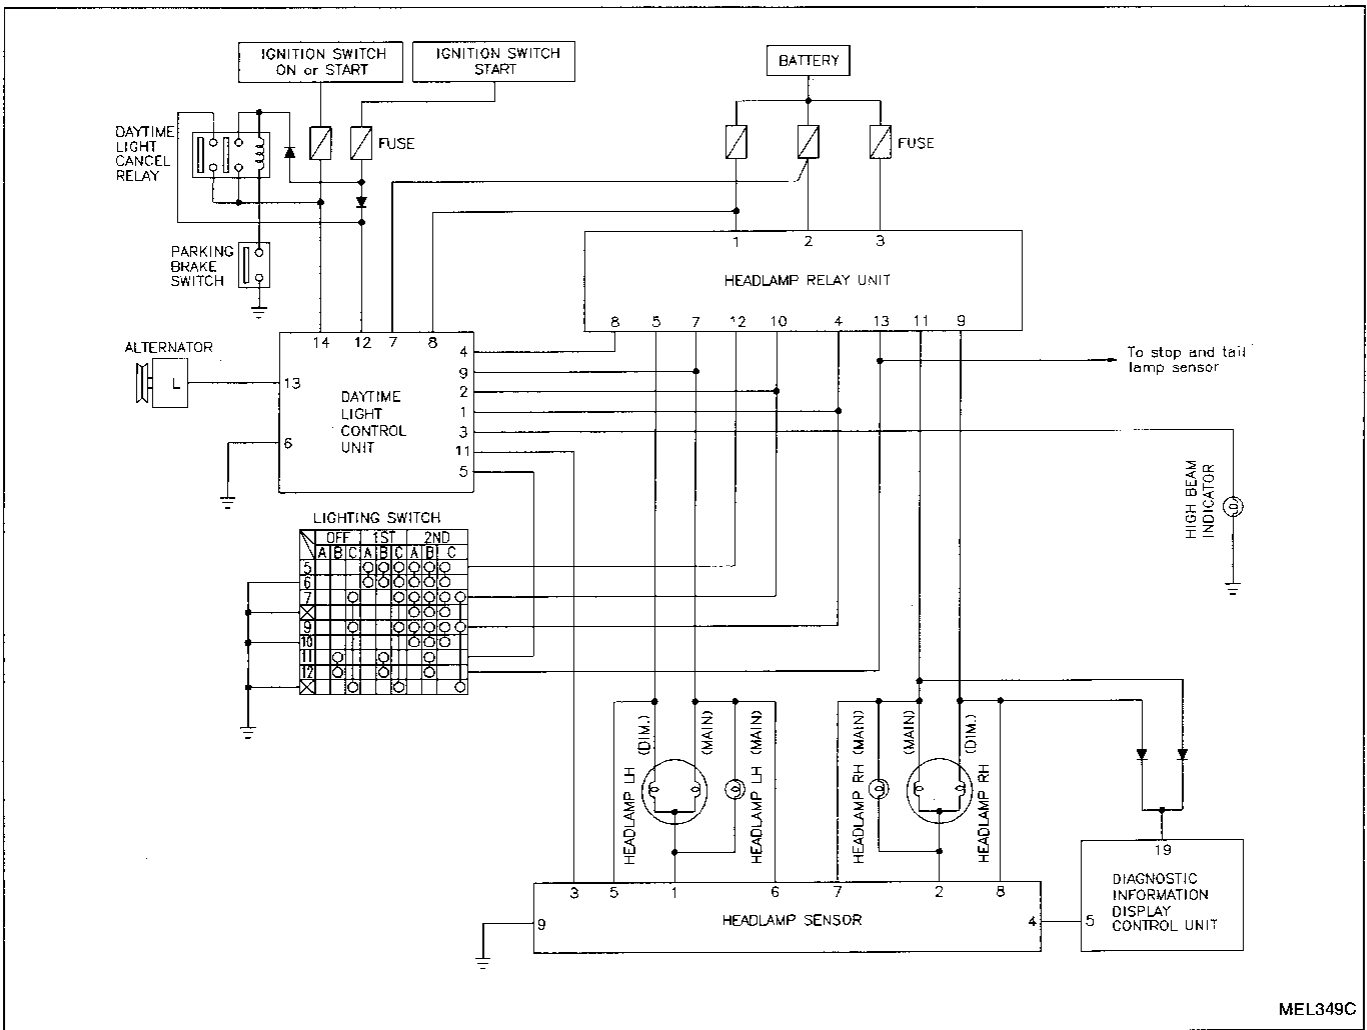 IGNITION SWITCH
ON or START
IGNITION SWITCH
START
BATTERY
DAYTIME
LIGHT
CANCEL
RELAY
FUSE
FUSE
PARKING
BRAKE
SWITCH
1 2 3
HEADLAMP RELAY UNIT
8 5 7 12 10 4 13 11 9
ALTERNATOR
L
14 12 7 8
4
9
2
1
3
11
5
13
6
DAYTIME
LIGHT
CONTROL
UNIT
To stop and tail
lamp sensor
HIGH BEAM
INDICATOR
LIGHTING SWITCH
OFF 1ST 2ND
A B C A B C A B C
5
6
7
9
10
11
12
HEADLAMP LH (DIM.)
(MAIN)
HEADLAMP LH (MAIN)
HEADLAMP RH (MAIN)
(MAIN)
HEADLAMP RH (DIM.)
3 5 1 6 7 2 8
9
HEADLAMP SENSOR
4
19
5
DIAGNOSTIC
INFORMATION
DISPLAY
CONTROL UNIT
MEL349C